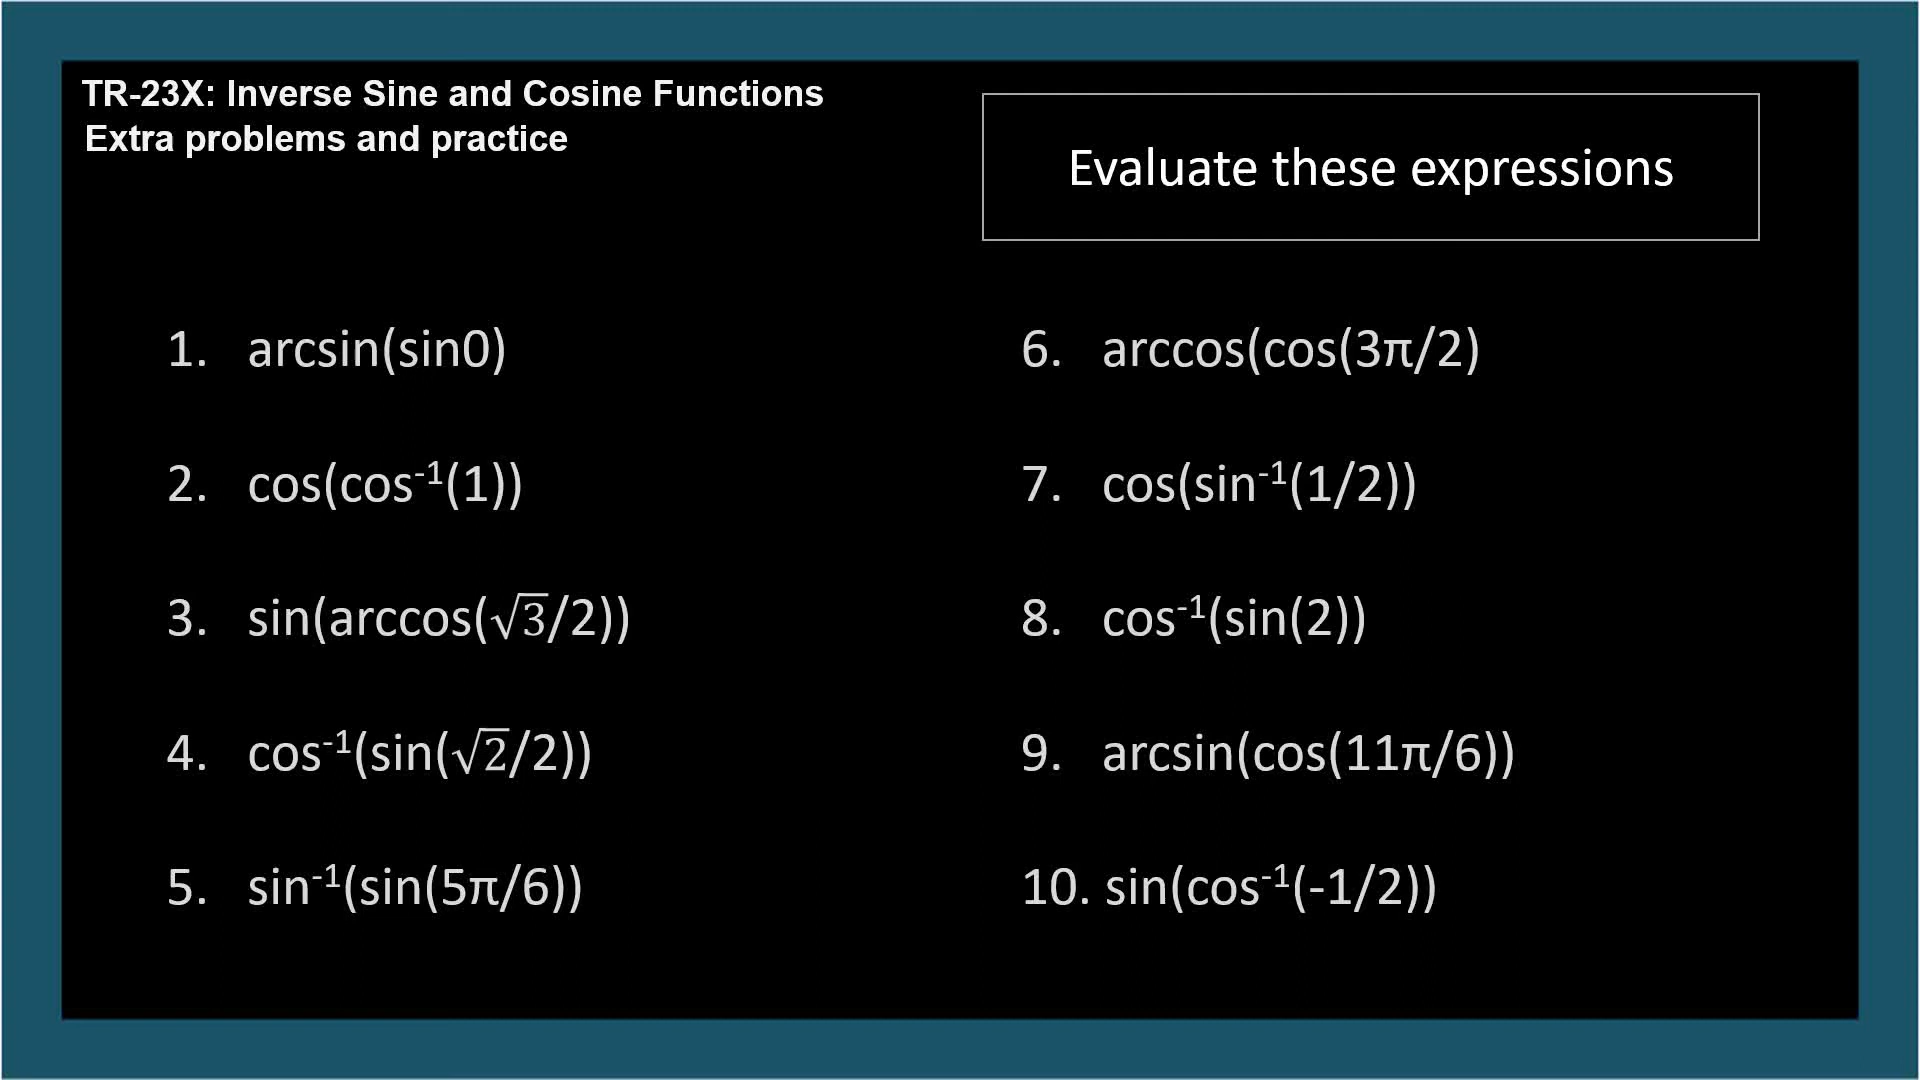 TR-23X: Inverse Sine and Cosine Functions
Extra problems and practice
Evaluate these expressions
1. arcsin(sin0)
2. cos(cos⁻¹(1))
3. sin(arccos(√3/2))
4. cos⁻¹(sin(√2/2))
5. sin⁻¹(sin(5π/6))
6. arccos(cos(3π/2)
7. cos(sin⁻¹(1/2))
8. cos⁻¹(sin(2))
9. arcsin(cos(11π/6))
10. sin(cos⁻¹(-1/2))